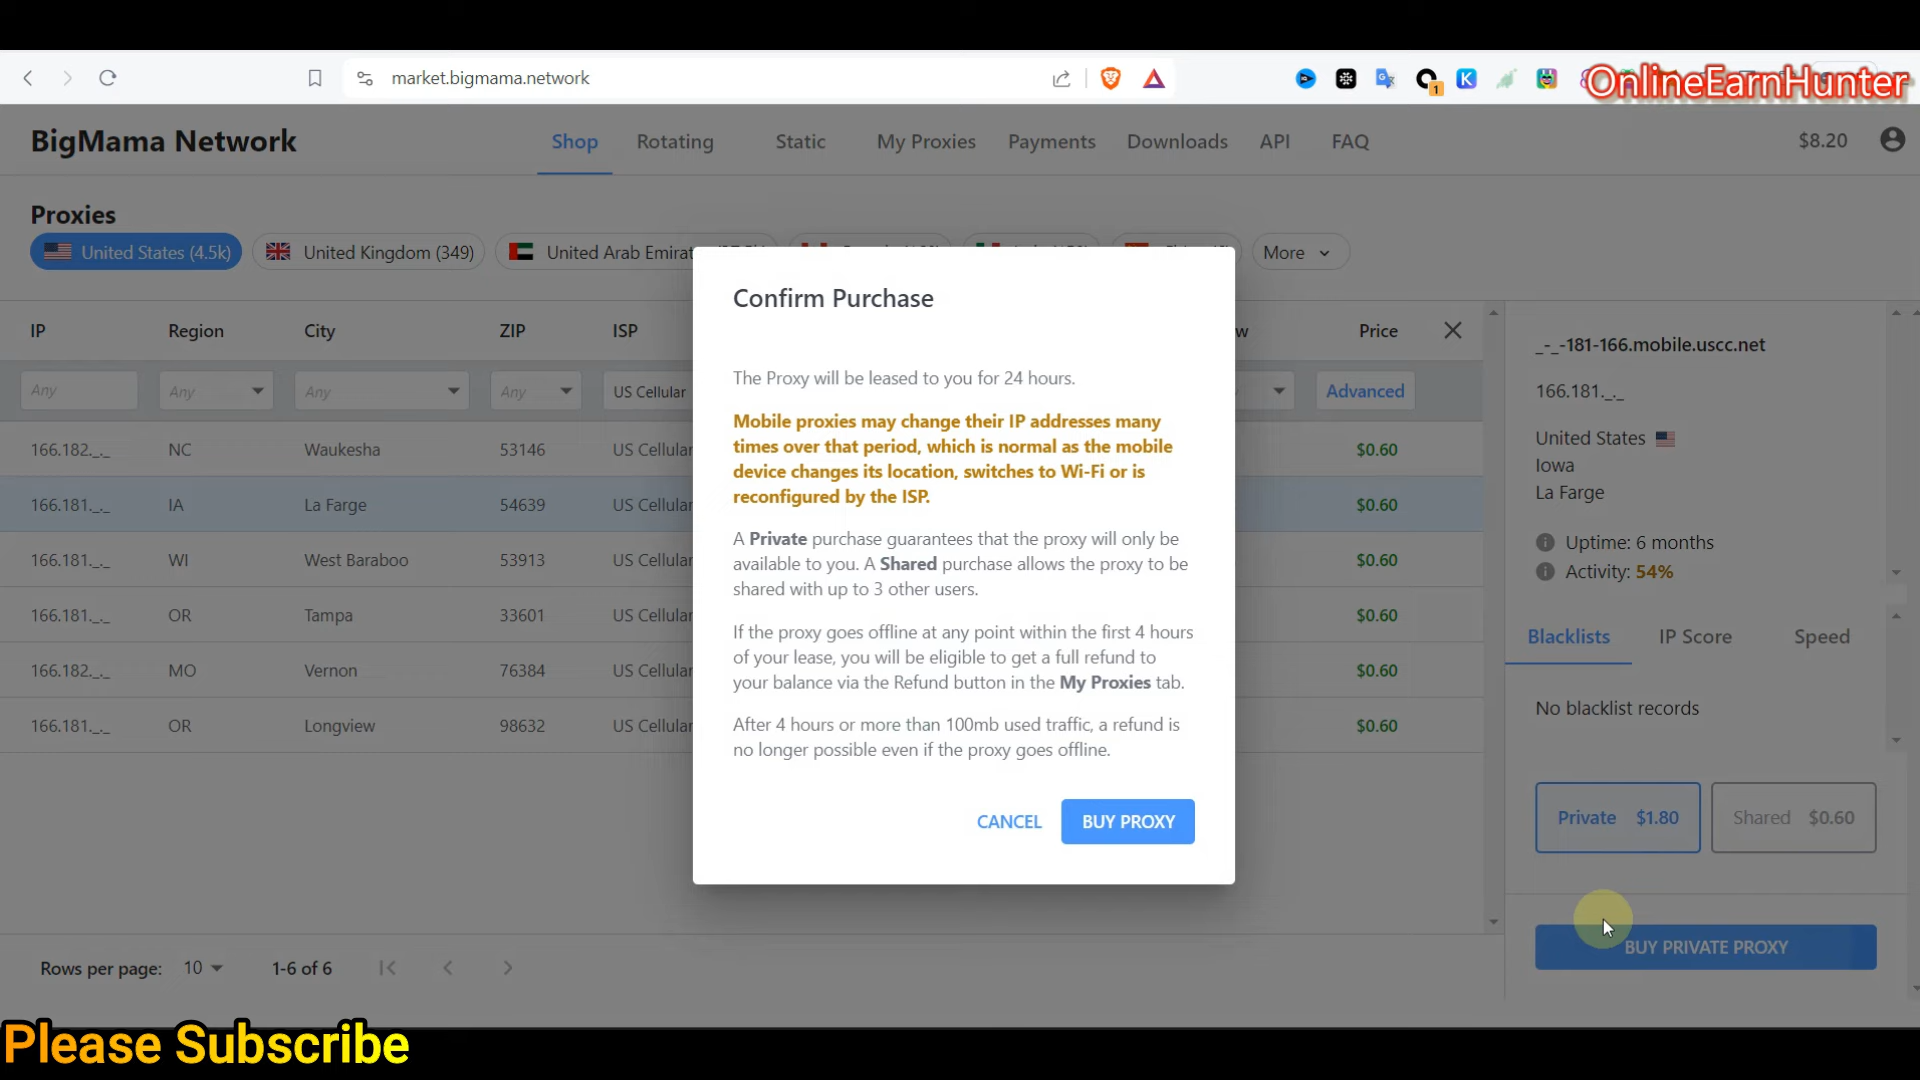 market.bigmama.network
1
OnlineEarnHunter
BigMama Network
Shop
Rotating
Static
My Proxies
Payments
Downloads
API
FAQ
$8.20
Proxies
United States (4.5k)
United Kingdom (349)
United Arab Emirat
More
IP
Region
City
ZIP
ISP
w
Price
Any
Any
Any
Any
US Cellular
Advanced
166.182._._ NC Waukesha 53146 US Cellular $0.60
166.181._._ IA La Farge 54639 US Cellular $0.60
166.181._._ WI West Baraboo 53913 US Cellular $0.60
166.181._._ OR Tampa 33601 US Cellular $0.60
166.182._._ MO Vernon 76384 US Cellular $0.60
166.181._._ OR Longview 98632 US Cellular $0.60
Rows per page: 10 1-6 of 6
Confirm Purchase
The Proxy will be leased to you for 24 hours.
Mobile proxies may change their IP addresses many
times over that period, which is normal as the mobile
device changes its location, switches to Wi-Fi or is
reconfigured by the ISP.
A Private purchase guarantees that the proxy will only be
available to you. A Shared purchase allows the proxy to be
shared with up to 3 other users.
If the proxy goes offline at any point within the first 4 hours
of your lease, you will be eligible to get a full refund to
your balance via the Refund button in the My Proxies tab.
After 4 hours or more than 100mb used traffic, a refund is
no longer possible even if the proxy goes offline.
CANCEL
BUY PROXY
_-_-181-166.mobile.uscc.net
166.181._._
United States
Iowa
La Farge
Uptime: 6 months
Activity: 54%
Blacklists
IP Score
Speed
No blacklist records
Private $1.80
Shared $0.60
BUY PRIVATE PROXY
Please Subscribe